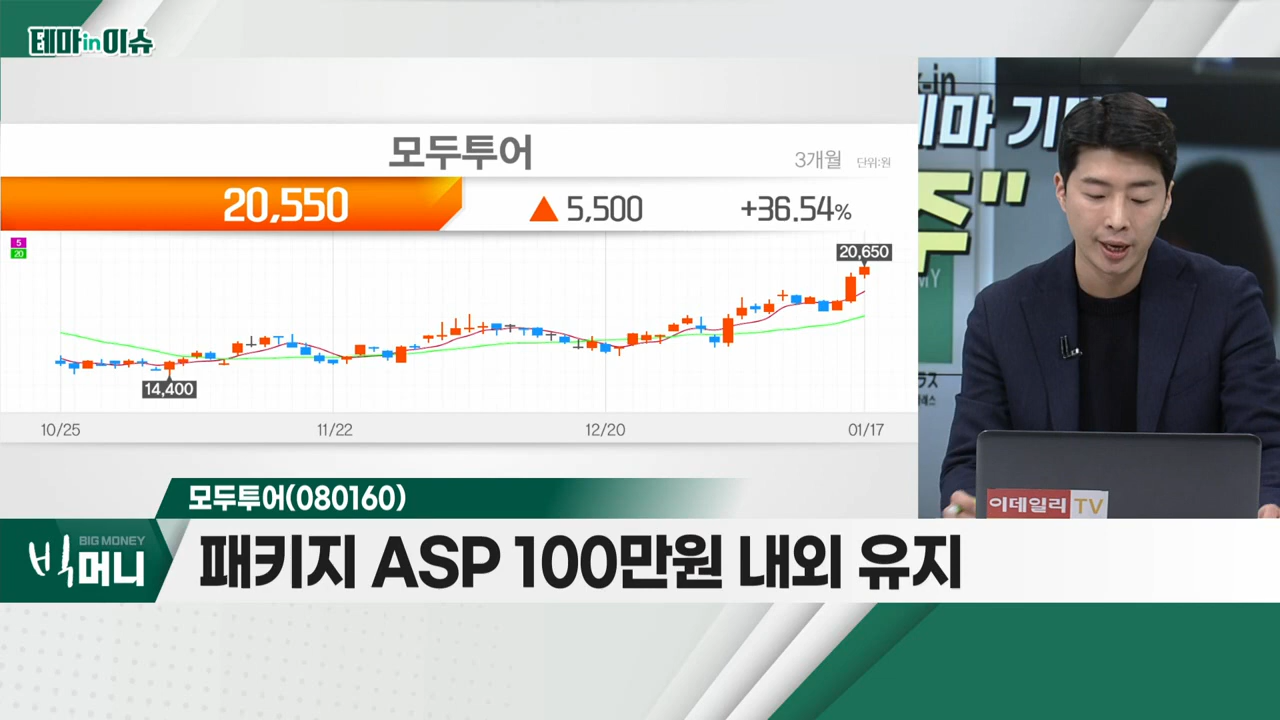 테마in이슈
모두투어
3개월 단위:원
20,550 ▲ 5,500 +36.54%
5
20
20,650
14,400
10/25 11/22 12/20 01/17
주"
이데일리TV
모두투어(080160)
BIG MONEY
빅머니
패키지 ASP 100만원 내외 유지